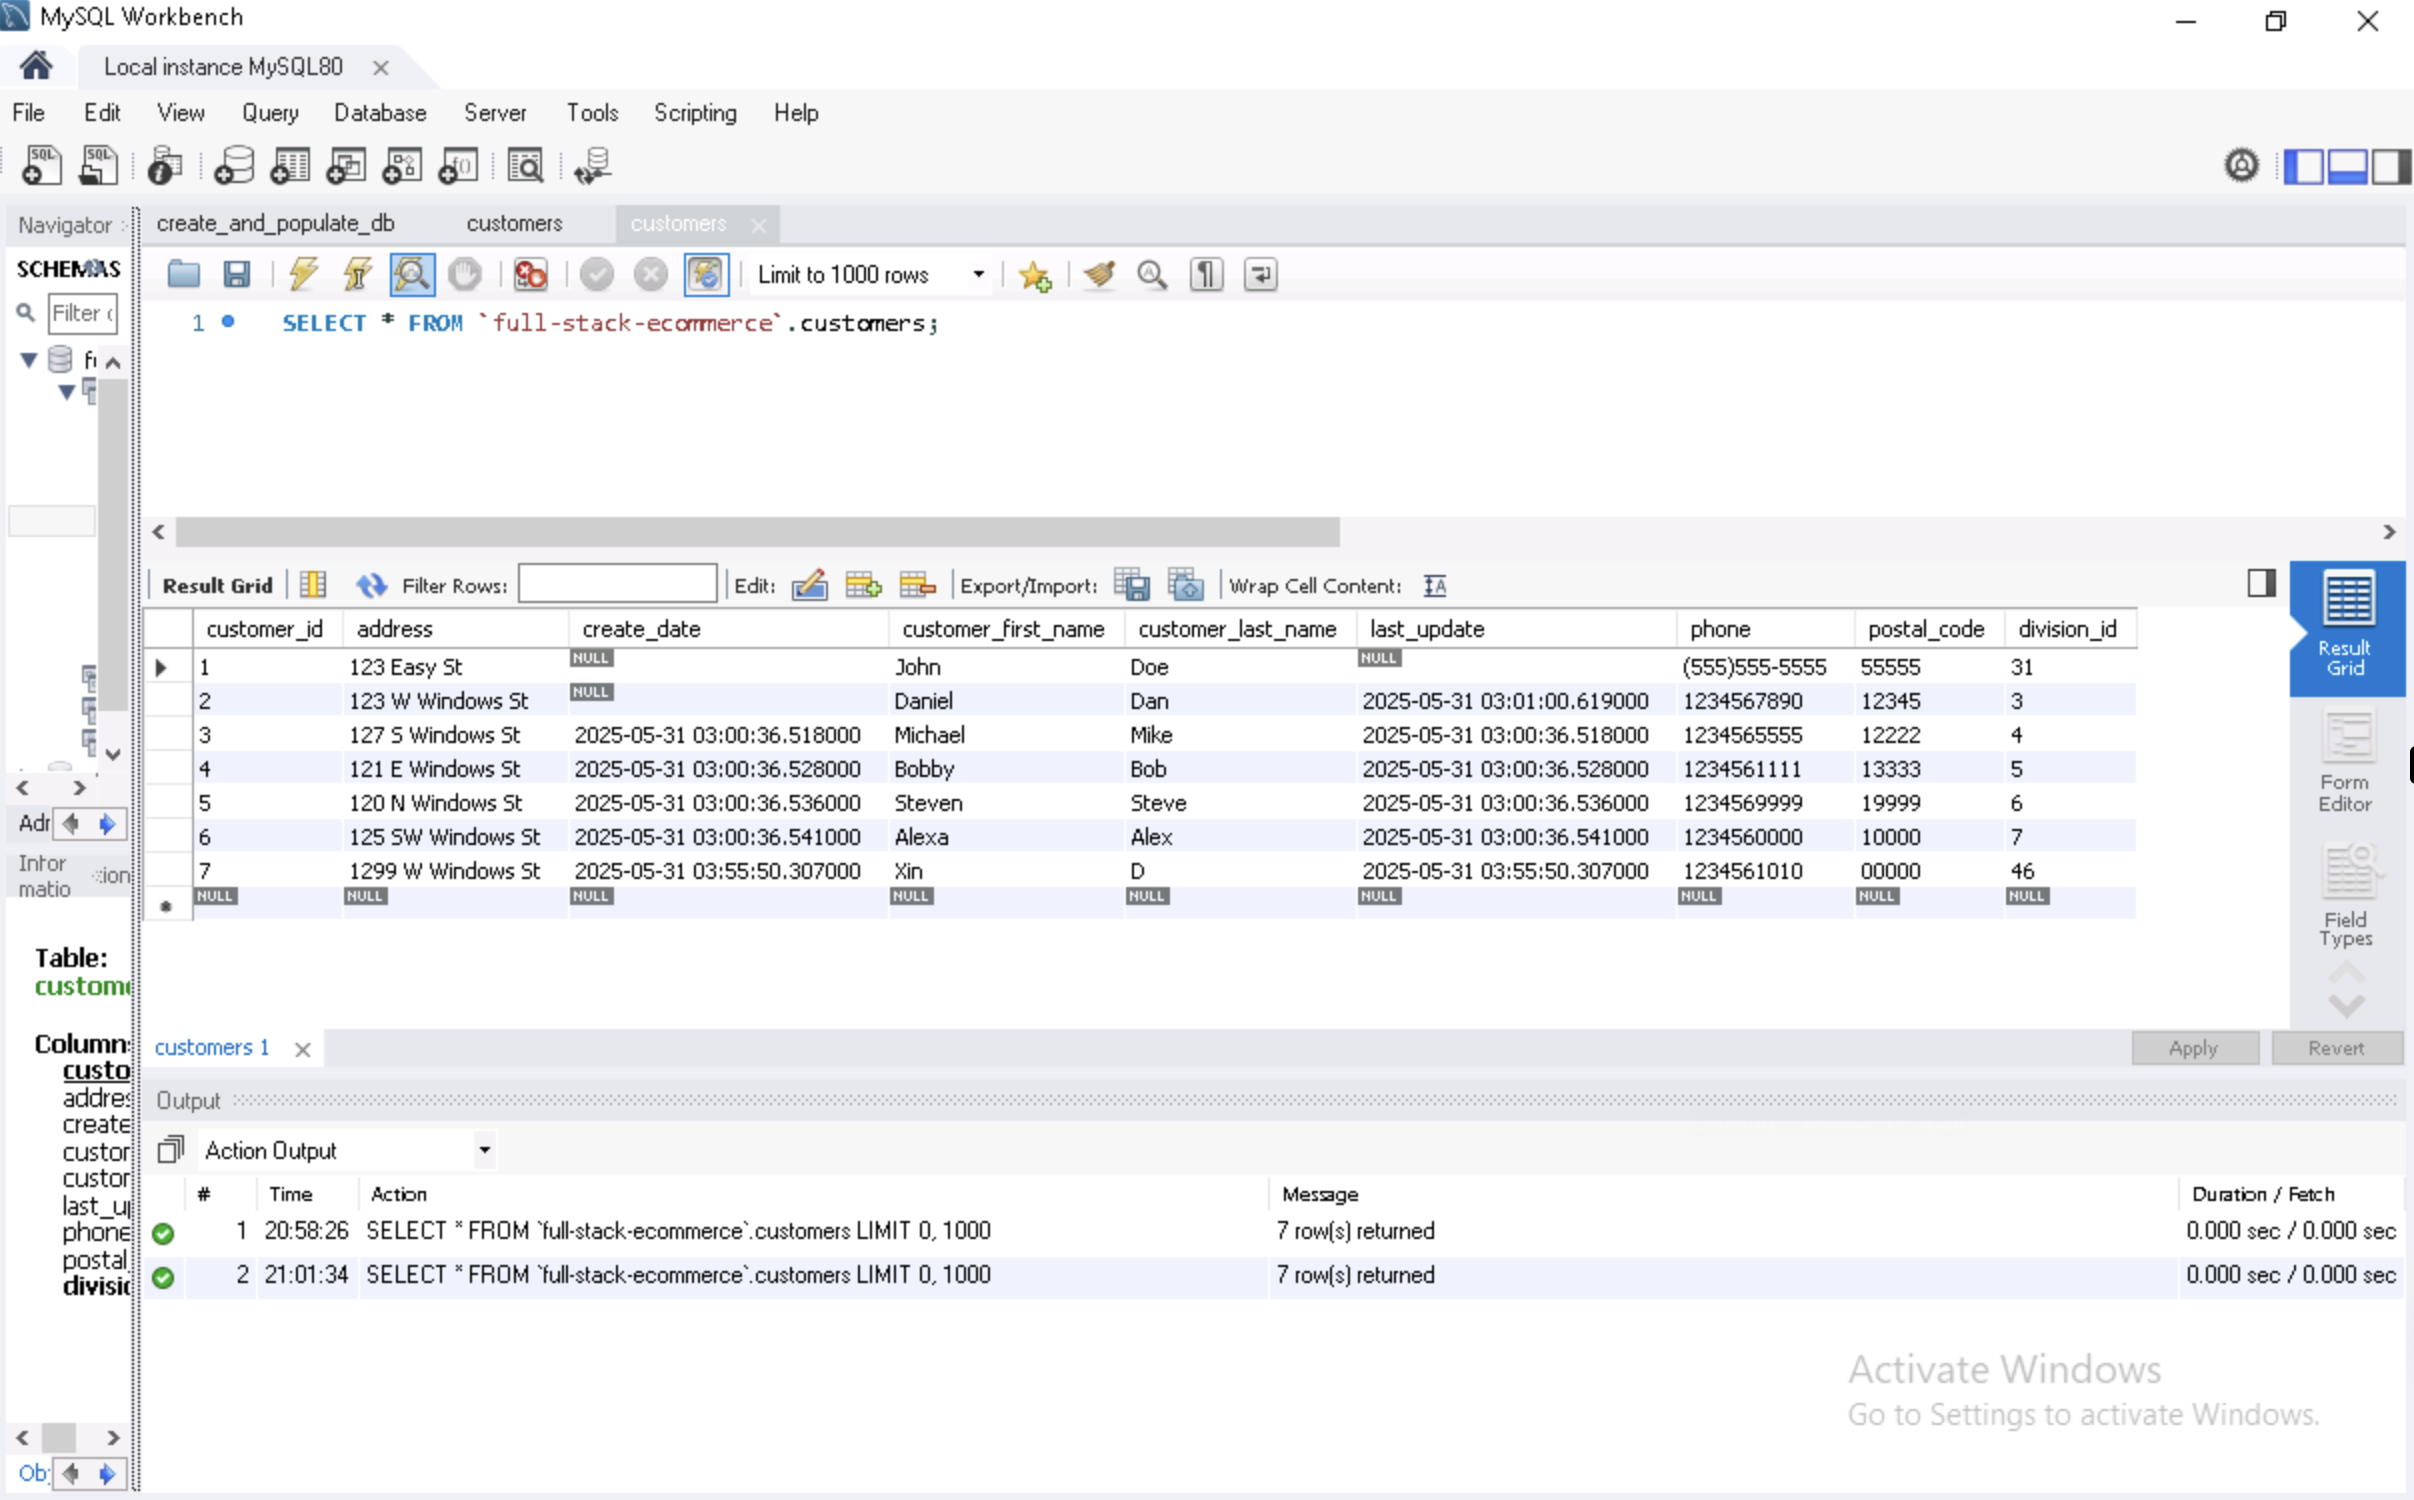 MySQL Workbench
Local instance MySQL80
File Edit View Query Database Server Tools Scripting Help
Navigator create_and_populate_db customers customers
SCHEMAS
Limit to 1000 rows
Filter
1 SELECT * FROM `full-stack-ecommerce`.customers;
Result Grid Filter Rows: Edit: Export/Import: Wrap Cell Content:
Result Grid
Form Editor
Field Types
customer_id address create_date customer_first_name customer_last_name last_update phone postal_code division_id
1 123 Easy St NULL John Doe NULL (555)555-5555 55555 31
2 123 W Windows St NULL Daniel Dan 2025-05-31 03:01:00.619000 1234567890 12345 3
3 127 S Windows St 2025-05-31 03:00:36.518000 Michael Mike 2025-05-31 03:00:36.518000 1234565555 12222 4
4 121 E Windows St 2025-05-31 03:00:36.528000 Bobby Bob 2025-05-31 03:00:36.528000 1234561111 13333 5
5 120 N Windows St 2025-05-31 03:00:36.536000 Steven Steve 2025-05-31 03:00:36.536000 1234569999 19999 6
6 125 SW Windows St 2025-05-31 03:00:36.541000 Alexa Alex 2025-05-31 03:00:36.541000 1234560000 10000 7
7 1299 W Windows St 2025-05-31 03:55:50.307000 Xin D 2025-05-31 03:55:50.307000 1234561010 00000 46
NULL NULL NULL NULL NULL NULL NULL NULL NULL
Adr
Infor
matio
Table:
custome
Column
custo
addres
create
custor
custor
last_u
phone
postal
divisic
Ob
customers 1 Apply Revert
Output
Action Output
# Time Action Message Duration / Fetch
1 20:58:26 SELECT * FROM `full-stack-ecommerce`.customers LIMIT 0, 1000 7 row(s) returned 0.000 sec / 0.000 sec
2 21:01:34 SELECT * FROM `full-stack-ecommerce`.customers LIMIT 0, 1000 7 row(s) returned 0.000 sec / 0.000 sec
Activate Windows
Go to Settings to activate Windows.